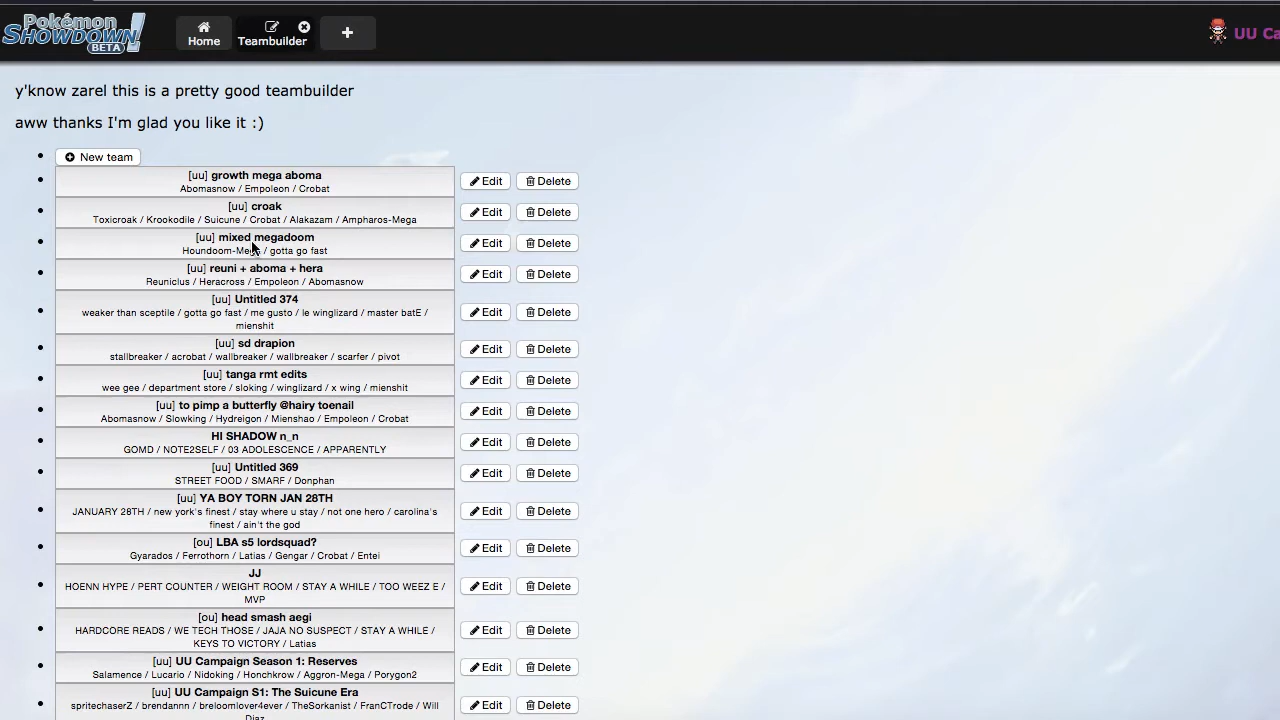 Pokémon
SHOWDOWN!
BETA
Home
Teambuilder
UU Ca
y'know zarel this is a pretty good teambuilder
aww thanks I'm glad you like it :)
New team
[uu] growth mega aboma
Abomasnow / Empoleon / Crobat
Edit Delete
[uu] croak
Toxicroak / Krookodile / Suicune / Crobat / Alakazam / Ampharos-Mega
Edit Delete
[uu] mixed megadoom
Houndoom-Mega / gotta go fast
Edit Delete
[uu] reuni + aboma + hera
Reuniclus / Heracross / Empoleon / Abomasnow
Edit Delete
[uu] Untitled 374
weaker than sceptile / gotta go fast / me gusto / le winglizard / master batE /
mienshit
Edit Delete
[uu] sd drapion
stallbreaker / acrobat / wallbreaker / wallbreaker / scarfer / pivot
Edit Delete
[uu] tanga rmt edits
wee gee / department store / sloking / winglizard / x wing / mienshit
Edit Delete
[uu] to pimp a butterfly @hairy toenail
Abomasnow / Slowking / Hydreigon / Mienshao / Empoleon / Crobat
Edit Delete
HI SHADOW n_n
GOMD / NOTE2SELF / 03 ADOLESCENCE / APPARENTLY
Edit Delete
[uu] Untitled 369
STREET FOOD / SMARF / Donphan
Edit Delete
[uu] YA BOY TORN JAN 28TH
JANUARY 28TH / new york's finest / stay where u stay / not one hero / carolina's
finest / ain't the god
Edit Delete
[ou] LBA s5 lordsquad?
Gyarados / Ferrothorn / Latias / Gengar / Crobat / Entei
Edit Delete
JJ
HOENN HYPE / PERT COUNTER / WEIGHT ROOM / STAY A WHILE / TOO WEEZ E /
MVP
Edit Delete
[ou] head smash aegi
HARDCORE READS / WE TECH THOSE / JAJA NO SUSPECT / STAY A WHILE /
KEYS TO VICTORY / Latias
Edit Delete
[uu] UU Campaign Season 1: Reserves
Salamence / Lucario / Nidoking / Honchkrow / Aggron-Mega / Porygon2
Edit Delete
[uu] UU Campaign S1: The Suicune Era
spritechaserZ / brendannn / breloomlover4ever / TheSorkanist / FranCTrode / Will
Diaz
Edit Delete